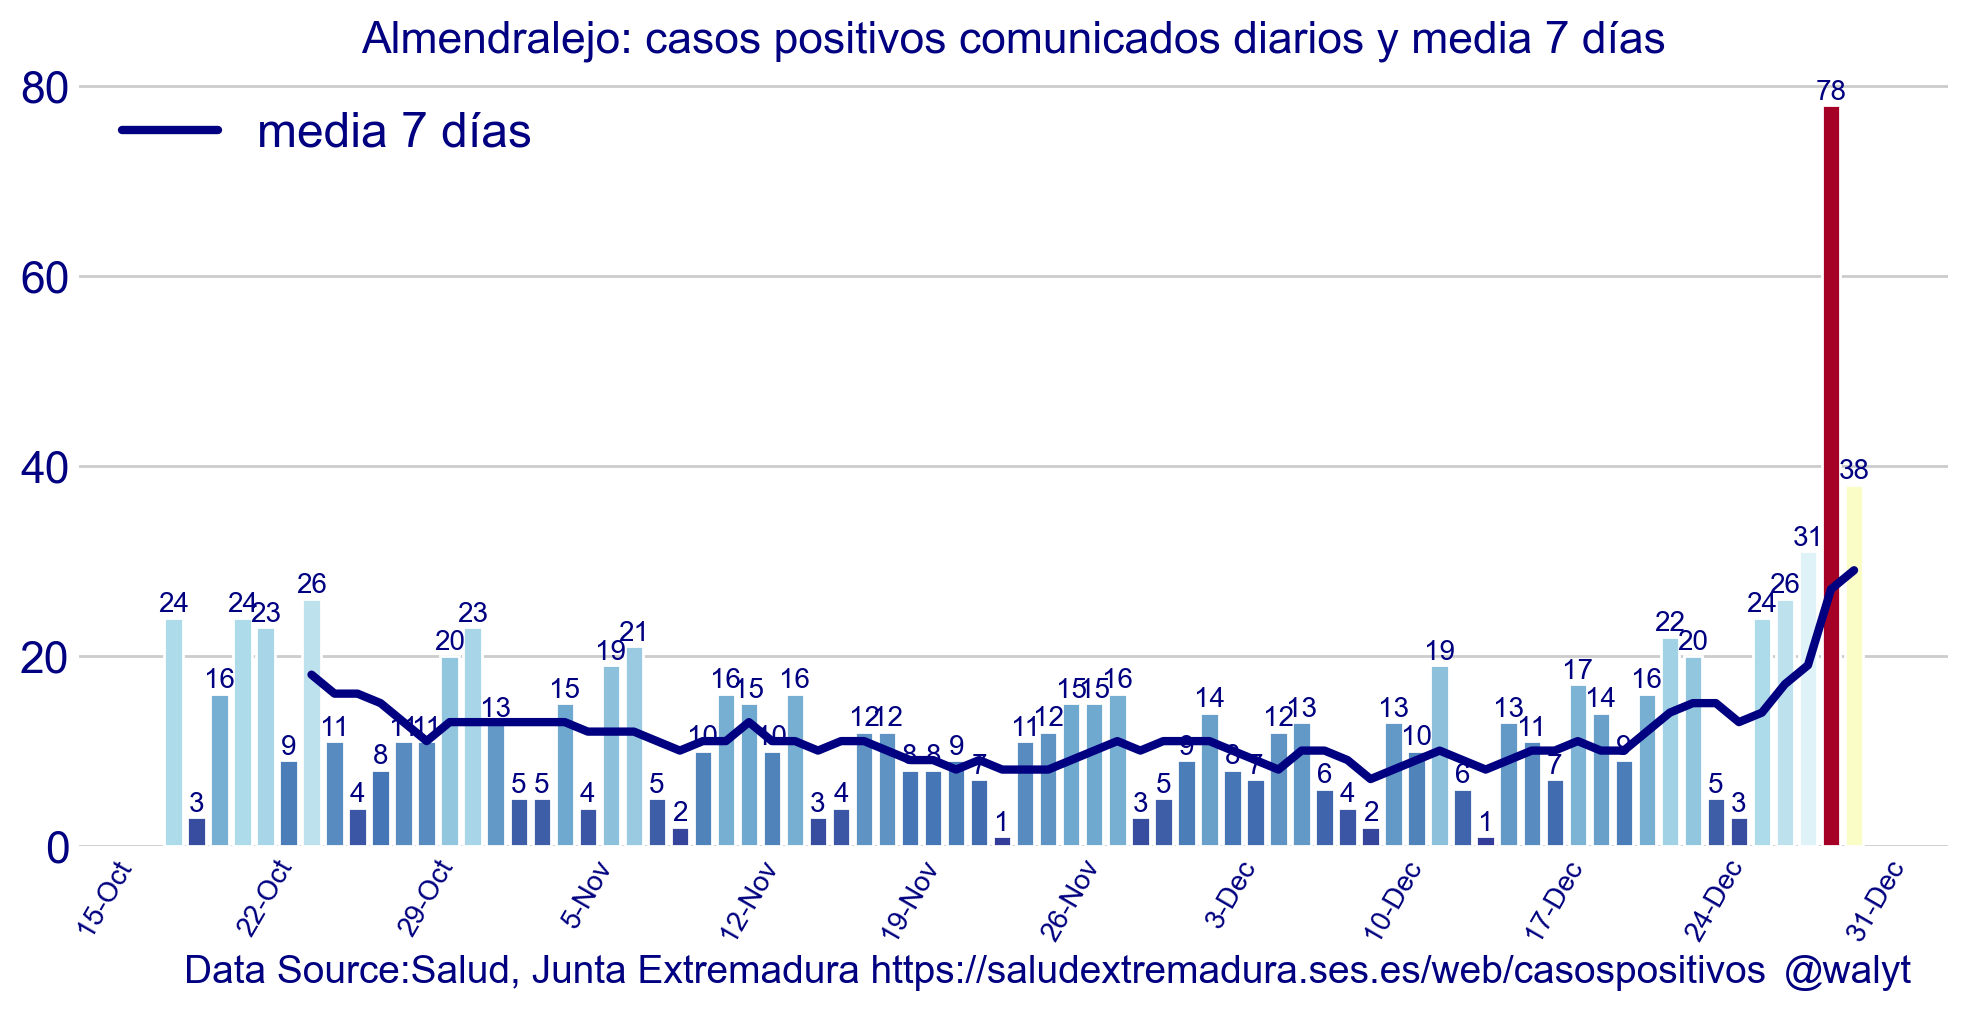 Almendralejo: casos positivos comunicados diarios y media 7 días
media 7 días
80
60
40
20
0
24 3 16 24 23 9 26 11 4 8 11 11 20 23 13 5 5 15 4 19 21 5 2 10 16 15 10 16 3 4 12 12 8 8 9 7 1 11 12 15 15 16 3 5 9 14 8 7 12 13 6 4 2 13 10 19 6 1 13 11 7 17 14 9 16 22 20 5 3 24 26 31 78 38
15-Oct 22-Oct 29-Oct 5-Nov 12-Nov 19-Nov 26-Nov 3-Dec 10-Dec 17-Dec 24-Dec 31-Dec
Data Source:Salud, Junta Extremadura https://saludextremadura.ses.es/web/casospositivos @walyt